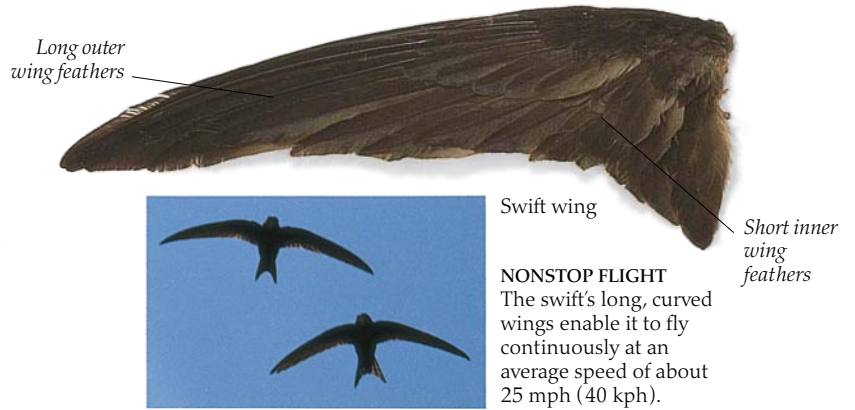 Long outer
wing feathers
Swift wing
Short inner
wing
feathers
NONSTOP FLIGHT
The swift's long, curved
wings enable it to fly
continuously at an
average speed of about
25 mph (40 kph).